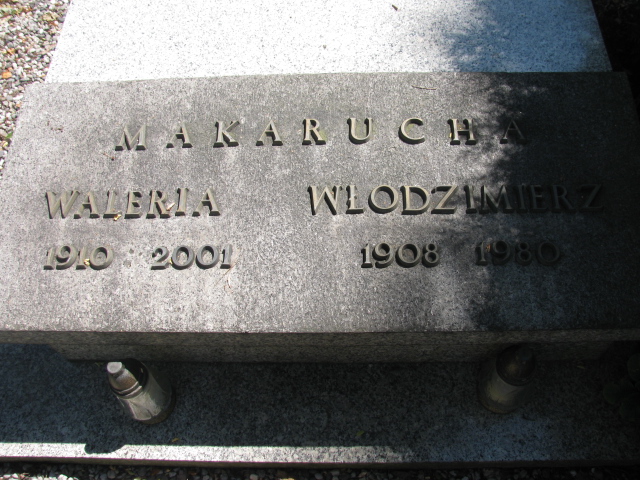 MAKARUCHA
WALERIA WŁODZIMIERZ
1910 2001 1908 1980